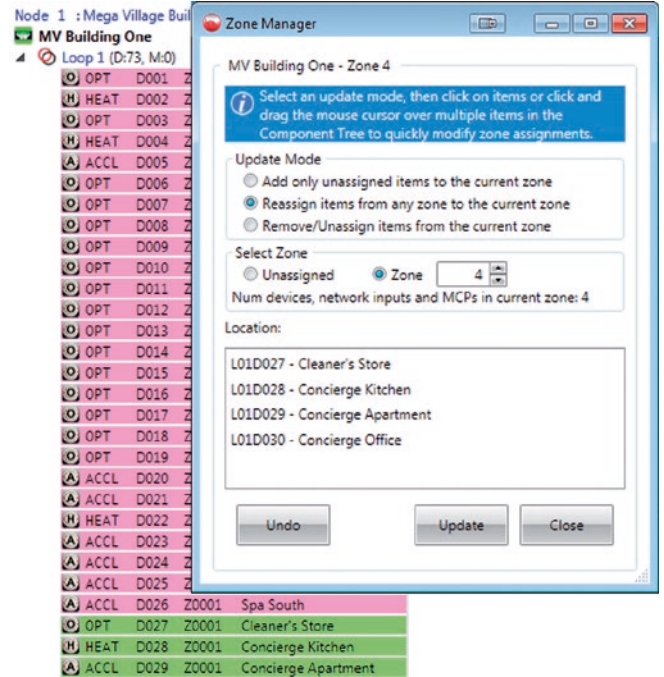 Node 1 : Mega Village Buil
MV Building One
Loop 1 (D:73, M:0)
O OPT D001 Z
H HEAT D002 Z
O OPT D003 Z
H HEAT D004 Z
A ACCL D005 Z
O OPT D006 Z
O OPT D007 Z
O OPT D008 Z
O OPT D009 Z
O OPT D010 Z
O OPT D011 Z
O OPT D012 Z
O OPT D013 Z
O OPT D014 Z
O OPT D015 Z
O OPT D016 Z
O OPT D017 Z
O OPT D018 Z
O OPT D019 Z
A ACCL D020 Z
A ACCL D021 Z
H HEAT D022 Z
A ACCL D023 Z
A ACCL D024 Z
A ACCL D025 Z
A ACCL D026 Z0001 Spa South
O OPT D027 Z0001 Cleaner's Store
H HEAT D028 Z0001 Concierge Kitchen
A ACCL D029 Z0001 Concierge Apartment
Zone Manager
MV Building One - Zone 4
Select an update mode, then click on items or click and
drag the mouse cursor over multiple items in the
Component Tree to quickly modify zone assignments.
Update Mode
Add only unassigned items to the current zone
Reassign items from any zone to the current zone
Remove/Unassign items from the current zone
Select Zone
Unassigned Zone 4
Num devices, network inputs and MCPs in current zone: 4
Location:
L01D027 - Cleaner's Store
L01D028 - Concierge Kitchen
L01D029 - Concierge Apartment
L01D030 - Concierge Office
Undo Update Close